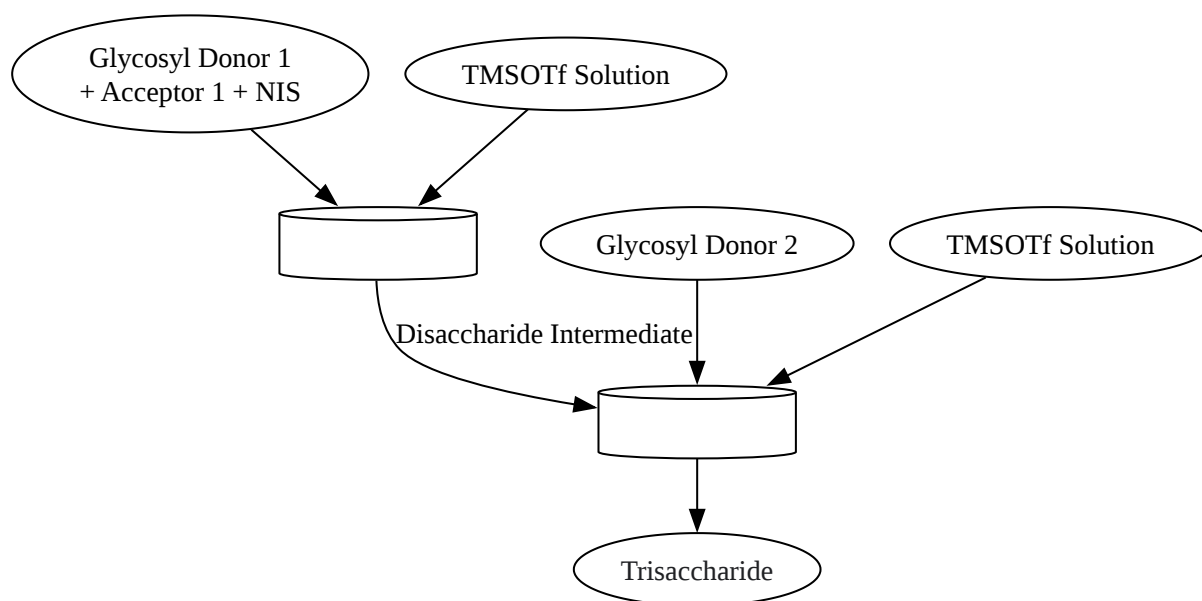 Glycosyl Donor 1
+ Acceptor 1 + NIS
TMSOTf Solution
Glycosyl Donor 2
TMSOTf Solution
Disaccharide Intermediate
Trisaccharide